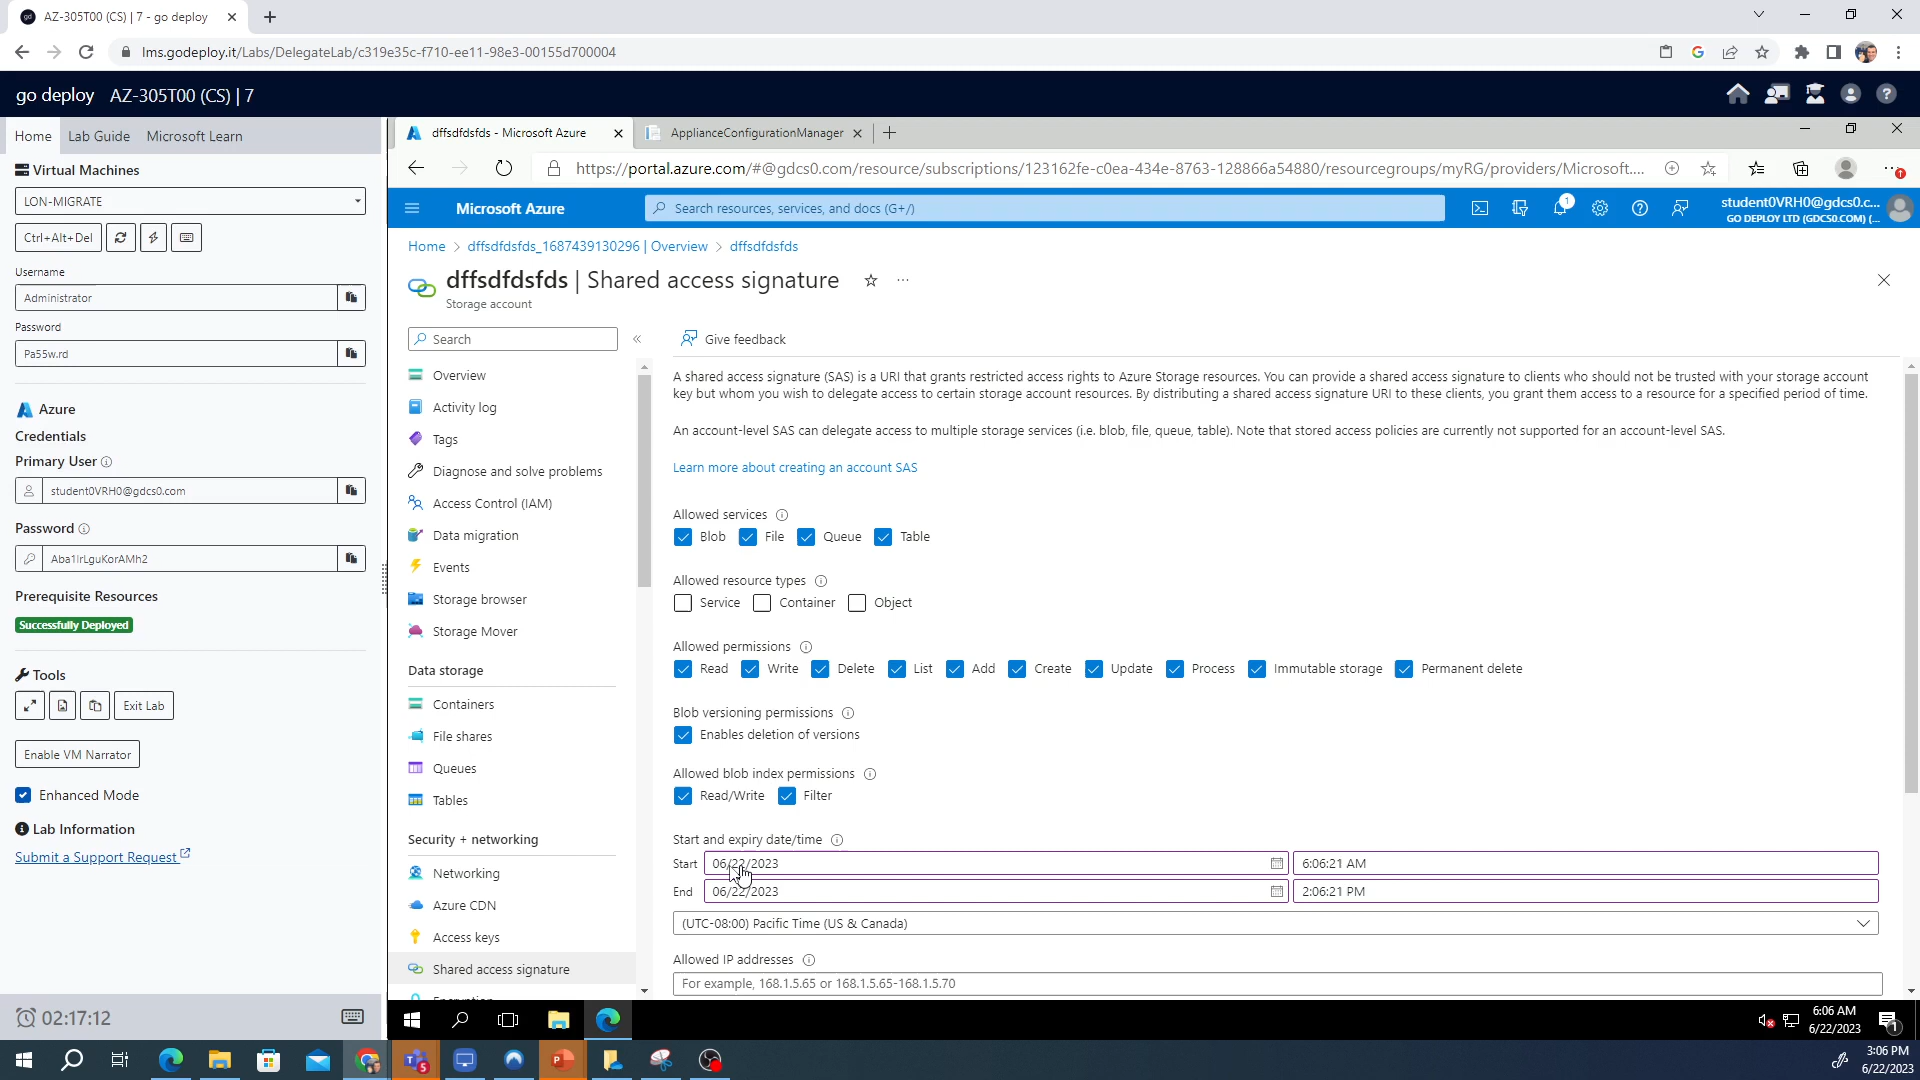 AZ-305T00 (CS) | 7 - go deploy
lms.godeploy.it/Labs/DelegateLab/c319e35c-f710-ee11-98e3-00155d700004
go deploy AZ-305T00 (CS) | 7
Home Lab Guide Microsoft Learn
Virtual Machines
LON-MIGRATE
Ctrl+Alt+Del
Username
Administrator
Password
Pa55w.rd
Azure
Credentials
Primary User
student0VRH0@gdcs0.com
Password
Aba1IrLguKorAMh2
Prerequisite Resources
Successfully Deployed
Tools
Exit Lab
Enable VM Narrator
Enhanced Mode
Lab Information
Submit a Support Request
02:17:12
dffsdfdsfds - Microsoft Azure
ApplianceConfigurationManager
https://portal.azure.com/#@gdcs0.com/resource/subscriptions/123162fe-c0ea-434e-8763-128866a54880/resourcegroups/myRG/providers/Microsoft....
Microsoft Azure
Search resources, services, and docs (G+/)
1
student0VRH0@gdcs0.c...
GO DEPLOY LTD (GDCS0.COM) (...
Home > dffsdfdsfds_1687439130296 | Overview > dffsdfdsfds
dffsdfdsfds | Shared access signature
Storage account
Search
Overview
Activity log
Tags
Diagnose and solve problems
Access Control (IAM)
Data migration
Events
Storage browser
Storage Mover
Data storage
Containers
File shares
Queues
Tables
Security + networking
Networking
Azure CDN
Access keys
Shared access signature
Encryption
Give feedback
A shared access signature (SAS) is a URI that grants restricted access rights to Azure Storage resources. You can provide a shared access signature to clients who should not be trusted with your storage account
key but whom you wish to delegate access to certain storage account resources. By distributing a shared access signature URI to these clients, you grant them access to a resource for a specified period of time.
An account-level SAS can delegate access to multiple storage services (i.e. blob, file, queue, table). Note that stored access policies are currently not supported for an account-level SAS.
Learn more about creating an account SAS
Allowed services
Blob File Queue Table
Allowed resource types
Service Container Object
Allowed permissions
Read Write Delete List Add Create Update Process Immutable storage Permanent delete
Blob versioning permissions
Enables deletion of versions
Allowed blob index permissions
Read/Write Filter
Start and expiry date/time
Start 06/22/2023 6:06:21 AM
End 06/22/2023 2:06:21 PM
(UTC-08:00) Pacific Time (US & Canada)
Allowed IP addresses
For example, 168.1.5.65 or 168.1.5.65-168.1.5.70
6:06 AM
6/22/2023
1
3:06 PM
6/22/2023